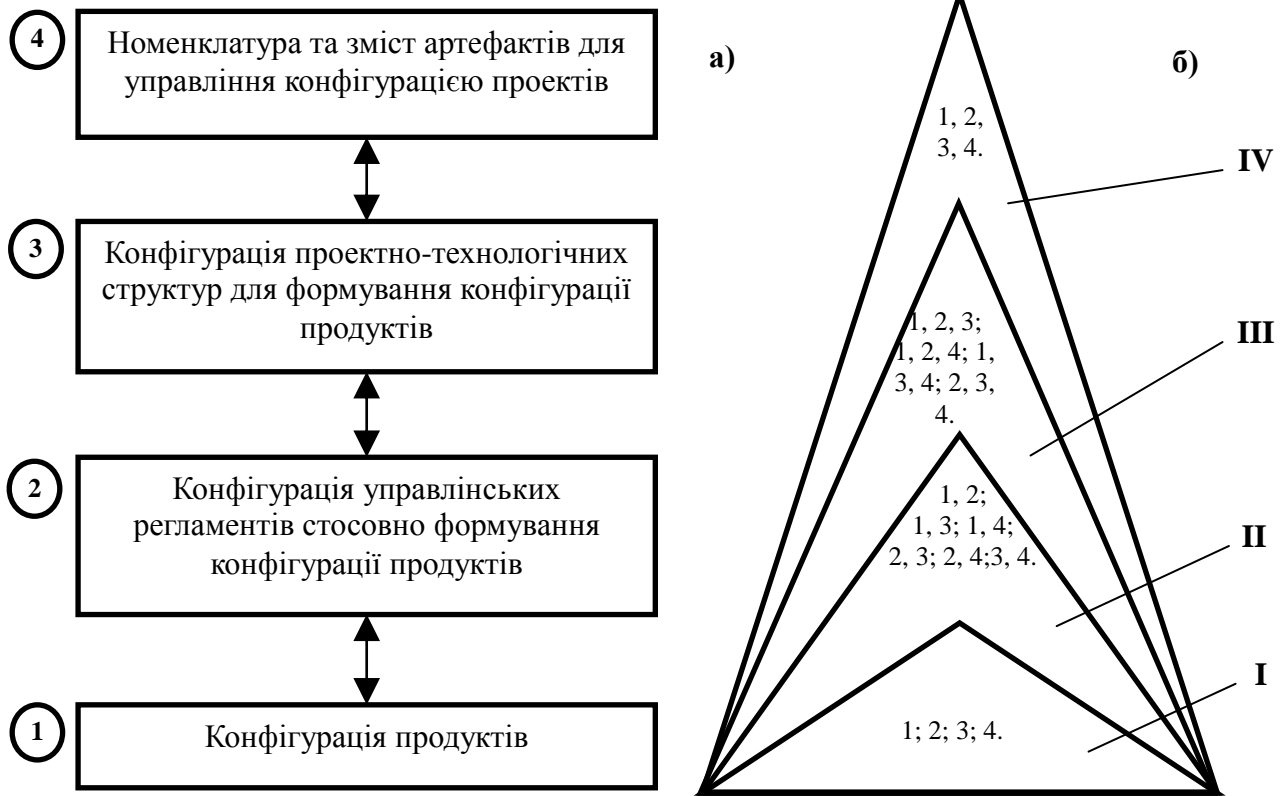 4
Номенклатура та зміст артефактів для
управління конфігурацією проектів
3
Конфігурація проектно-технологічних
структур для формування конфігурації
продуктів
2
Конфігурація управлінських
регламентів стосовно формування
конфігурації продуктів
1
Конфігурація продуктів
а)
б)
1, 2,
3, 4.
IV
1, 2, 3;
1, 2, 4; 1,
3, 4; 2, 3,
4.
III
1, 2;
1, 3; 1, 4;
2, 3; 2, 4;3, 4.
II
1; 2; 3; 4.
I